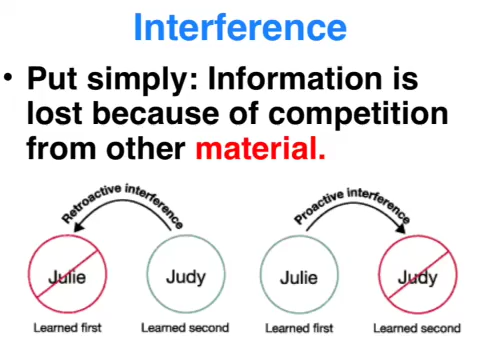 Interference
• Put simply: Information is
lost because of competition
from other material.
Retroactive interference
Proactive interference
Julie
Judy
Julie
Judy
Learned first
Learned second
Learned first
Learned second